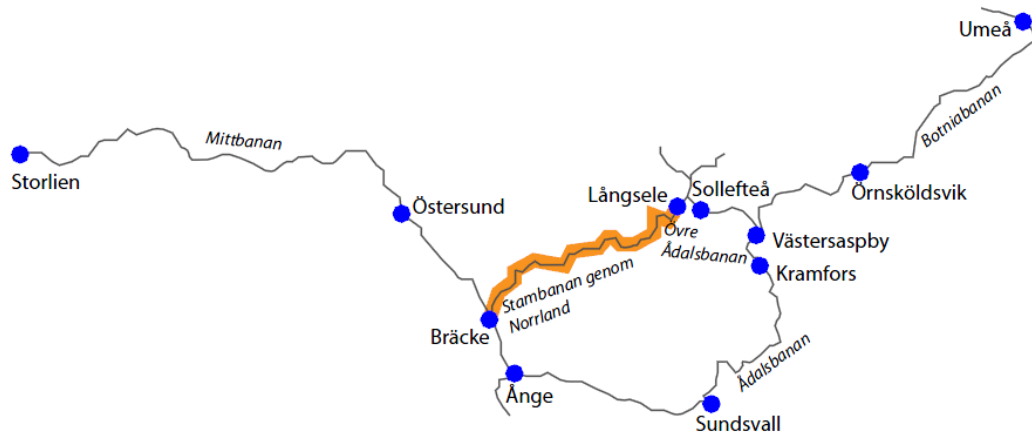 Umeå
Botniabanan
Mittbanan
Storlien
Örnsköldsvik
Långsele
Sollefteå
Östersund
Övre
Ådalsbanan
Västersaspby
Kramfors
Stambanan genom
Norrland
Bräcke
Ådalsbanan
Ånge
Sundsvall